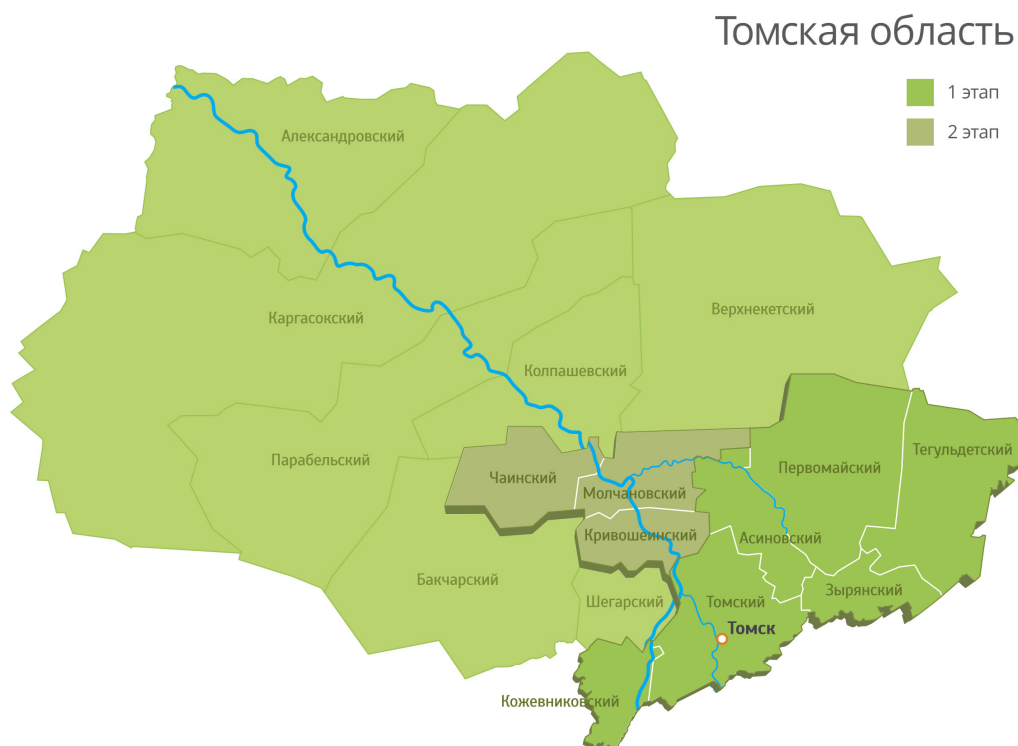 Томская область
1 этап
2 этап
Александровский
Каргасокский
Верхнекетский
Колпашевский
Парабельский
Чаинский
Молчановский
Первомайский
Тегульдетский
Кривошеинский
Асиновский
Бакчарский
Шегарский
Томский
Зырянский
Томск
Кожевниковский